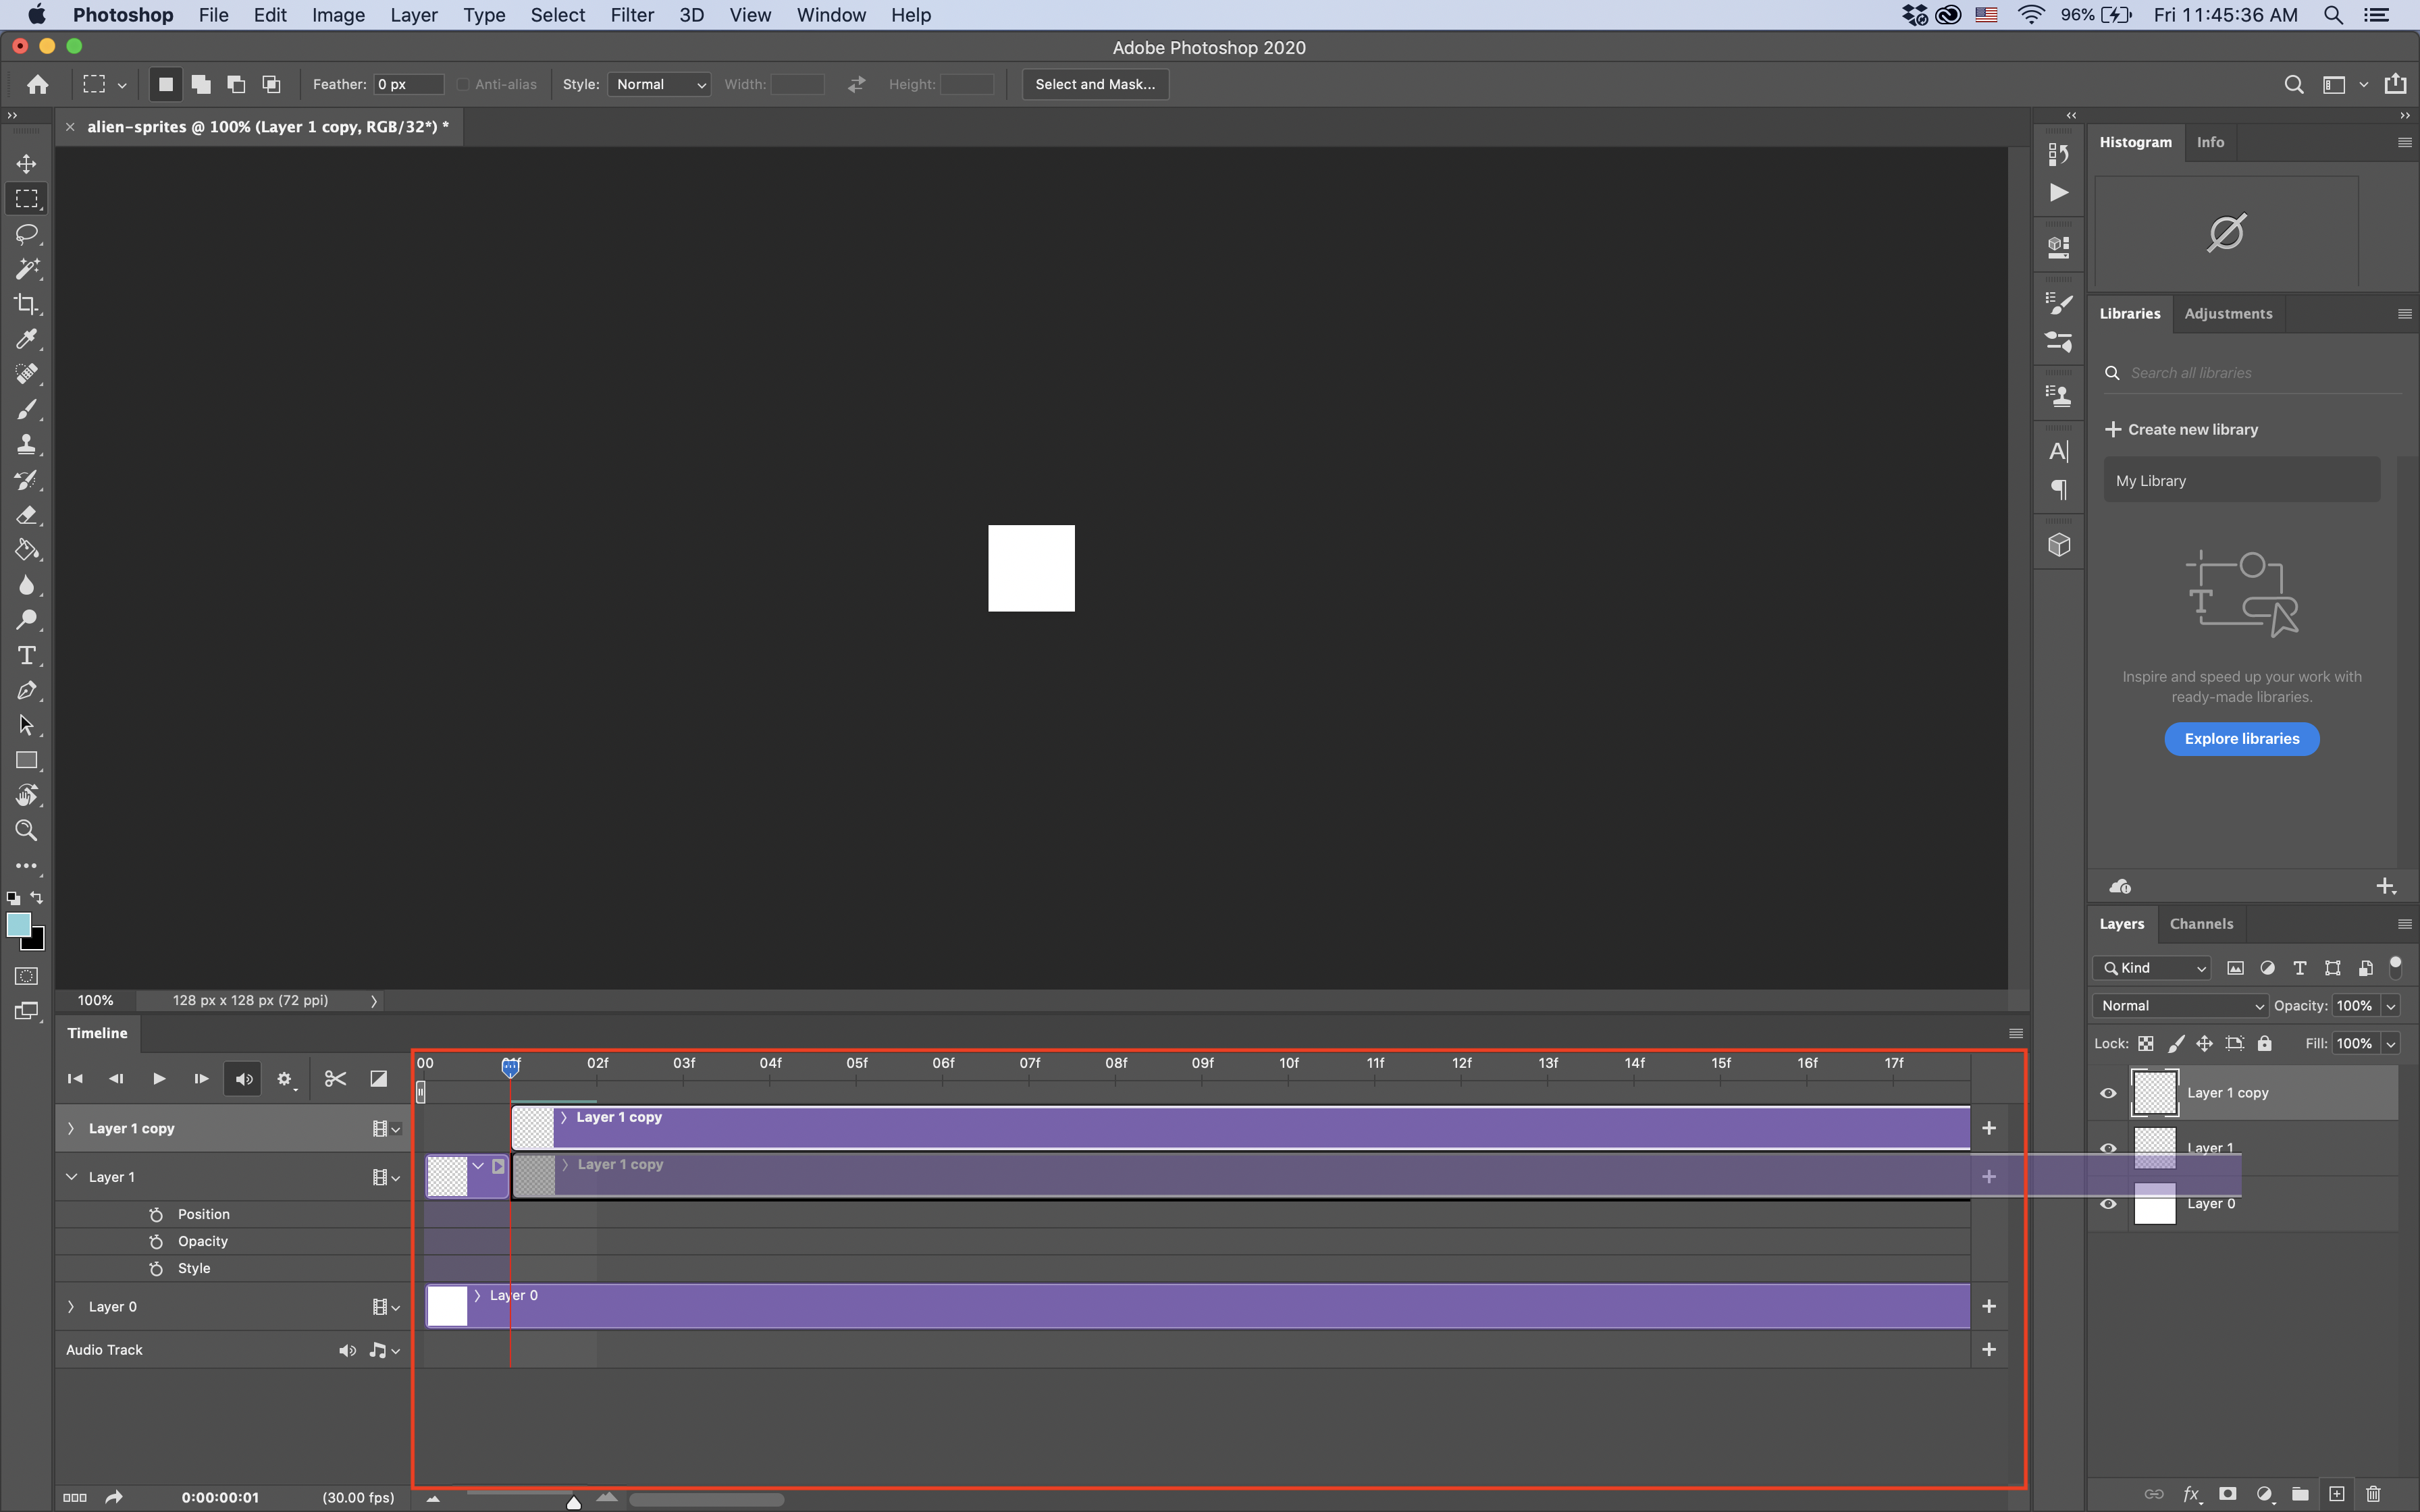 Photoshop File Edit Image Layer Type Select Filter 3D View Window Help 96% Fri 11:45:36 AM
Adobe Photoshop 2020
Feather: 0 px Anti-alias Style: Normal Width: Height: Select and Mask...
alien-sprites @ 100% (Layer 1 copy, RGB/32*) *
Histogram Info
Libraries Adjustments
Search all libraries
Create new library
My Library
Inspire and speed up your work with
ready-made libraries.
Explore libraries
Layers Channels
Kind
Normal Opacity: 100%
Lock: Fill: 100%
Layer 1 copy
Layer 1
Layer 0
100% 128 px x 128 px (72 ppi)
Timeline
00 01f 02f 03f 04f 05f 06f 07f 08f 09f 10f 11f 12f 13f 14f 15f 16f 17f
Layer 1 copy Layer 1 copy
Layer 1 Layer 1 copy
Position
Opacity
Style
Layer 0 Layer 0
Audio Track
0:00:00:01 (30.00 fps)